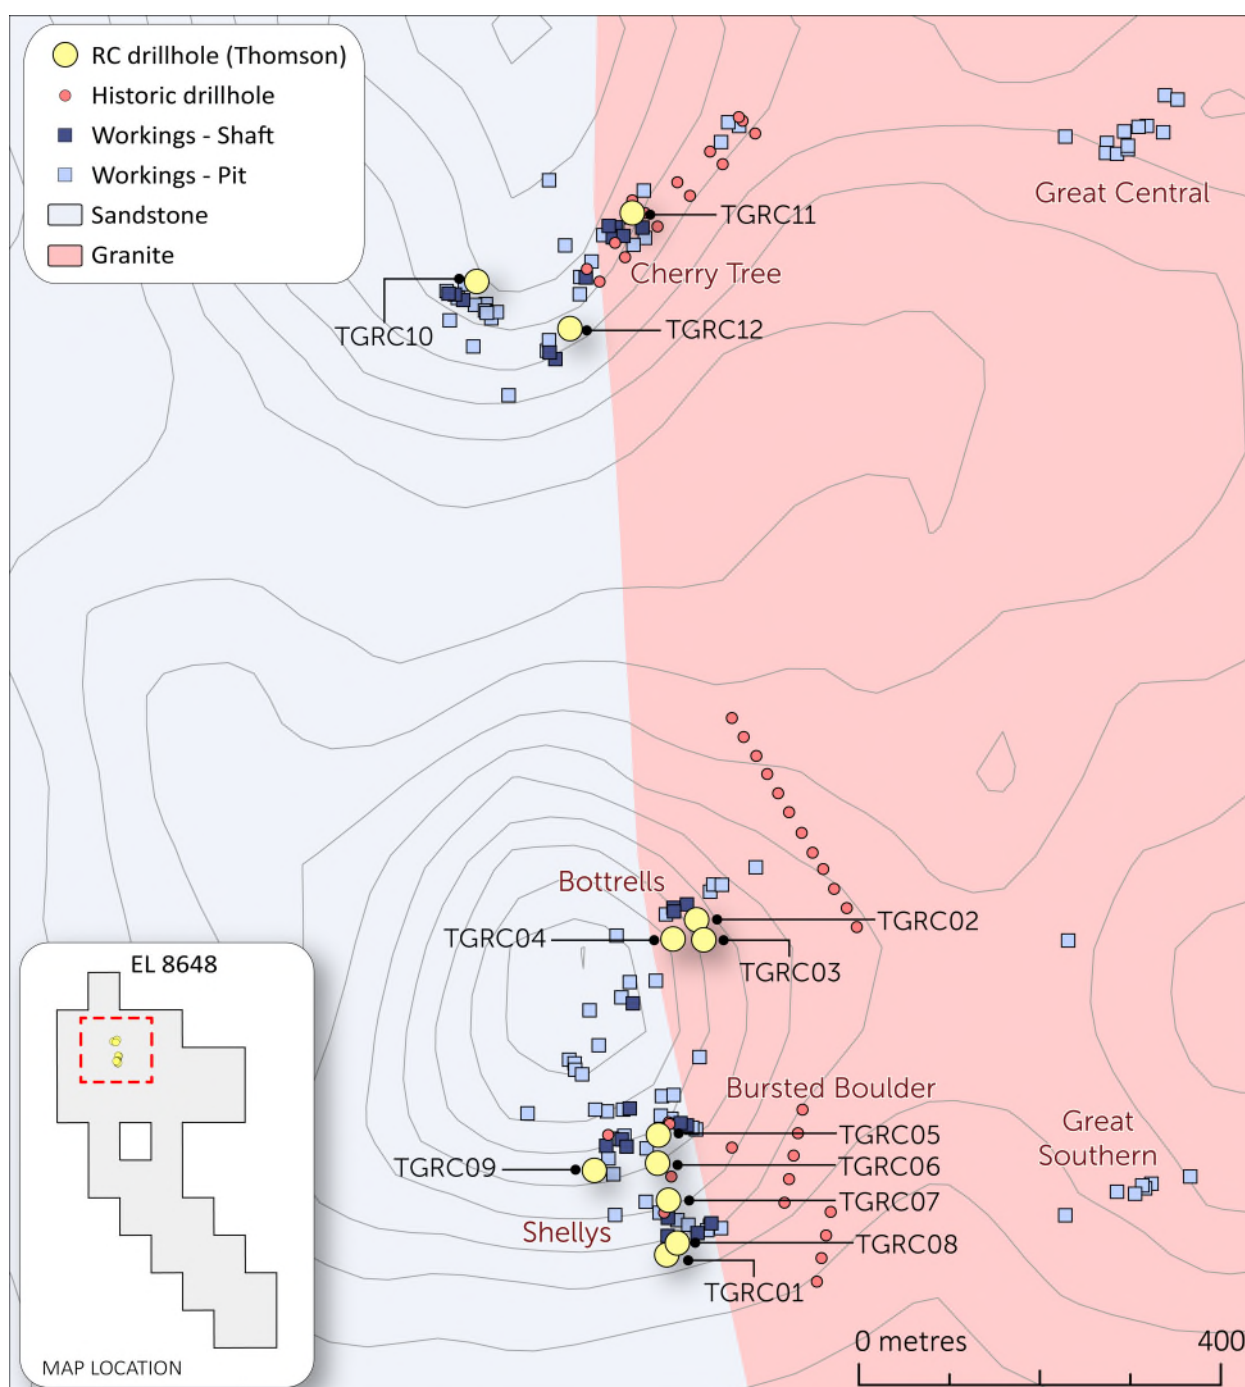 RC drillhole (Thomson)
Historic drillhole
Workings - Shaft
Workings - Pit
Sandstone
Granite
Great Central
TGRC11
Cherry Tree
TGRC10
TGRC12
Bottrells
TGRC02
TGRC04
TGRC03
EL 8648
Bursted Boulder
TGRC05
Great
Southern
TGRC09
TGRC06
TGRC07
Shellys
TGRC08
TGRC01
0 metres
400
MAP LOCATION